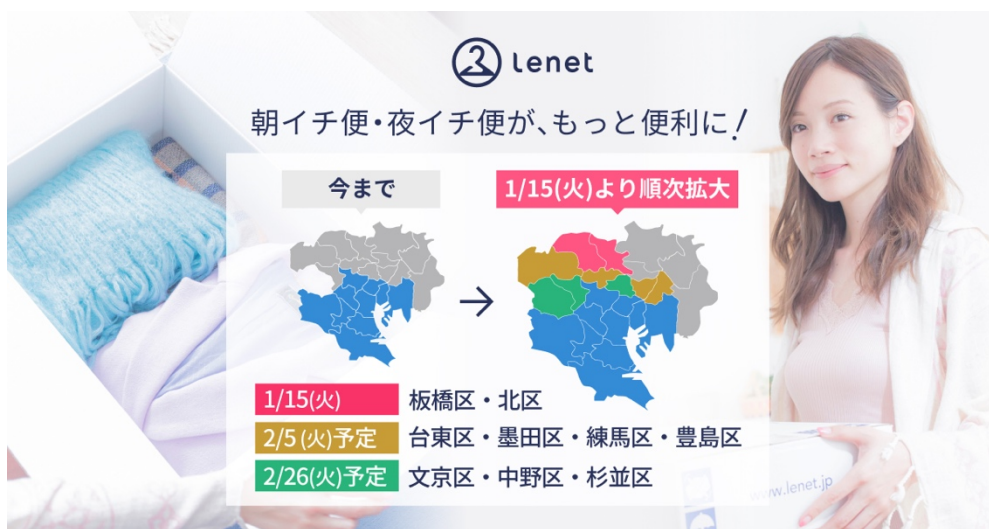 Lenet
朝イチ便・夜イチ便が、もっと便利に!
今まで
1/15(火)より順次拡大
1/15(火) 板橋区・北区
2/5(火)予定 台東区・墨田区・練馬区・豊島区
2/26(火)予定 文京区・中野区・杉並区
www.lenet.jp